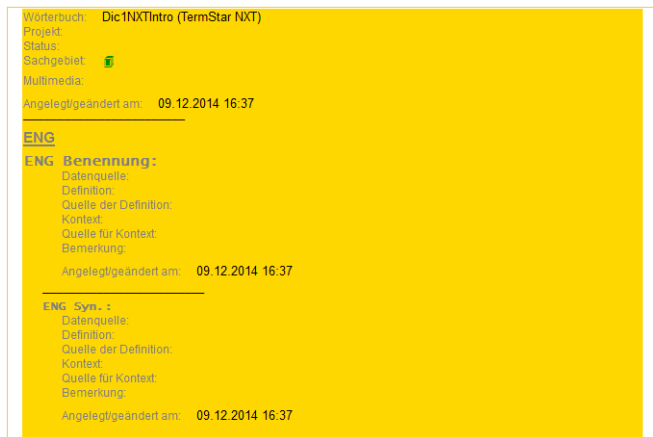 Wörterbuch: Dic1NXTIntro (TermStar NXT)
Projekt:
Status:
Sachgebiet:
Multimedia:
Angelegt/geändert am: 09.12.2014 16:37
ENG
ENG Benennung:
Datenquelle:
Definition:
Quelle der Definition:
Kontext:
Quelle für Kontext:
Bemerkung:
Angelegt/geändert am: 09.12.2014 16:37
ENG Syn.:
Datenquelle:
Definition:
Quelle der Definition:
Kontext:
Quelle für Kontext:
Bemerkung:
Angelegt/geändert am: 09.12.2014 16:37